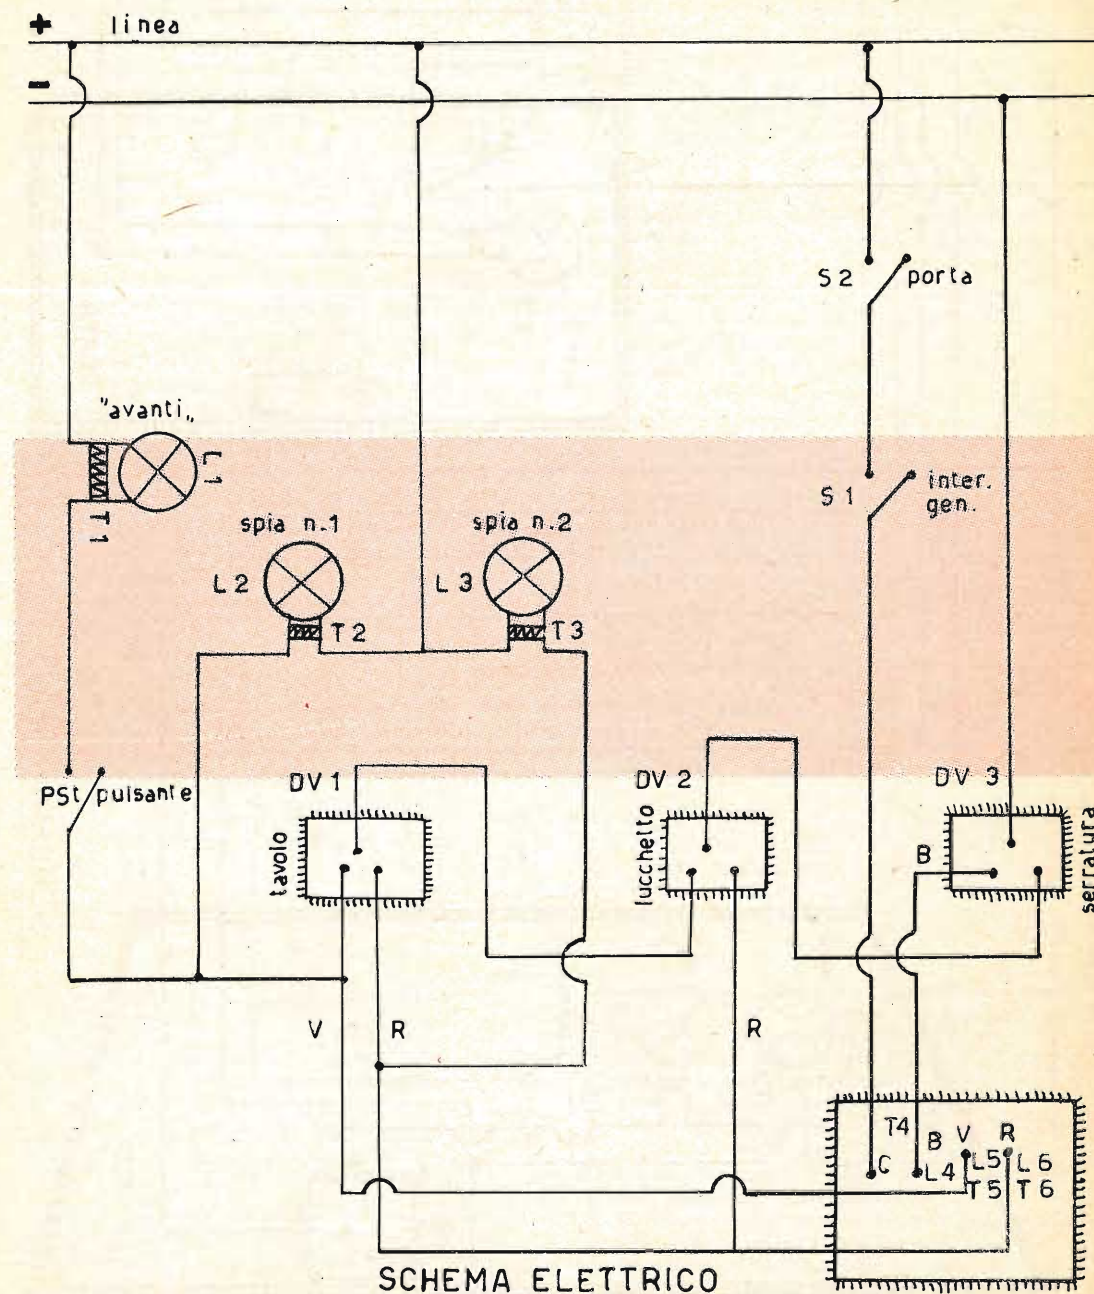 + linea
-
S2 porta
"avanti„
L1
T1
S1 inter.
gen.
spia n.1
spia n.2
L2
L3
T2
T3
PSt pulsante
DV 1
DV 2
DV 3
tavolo
lucchetto
serratura
B
V
R
R
T4
B
V
R
C
L4
L5
L6
T5
T6
SCHEMA ELETTRICO